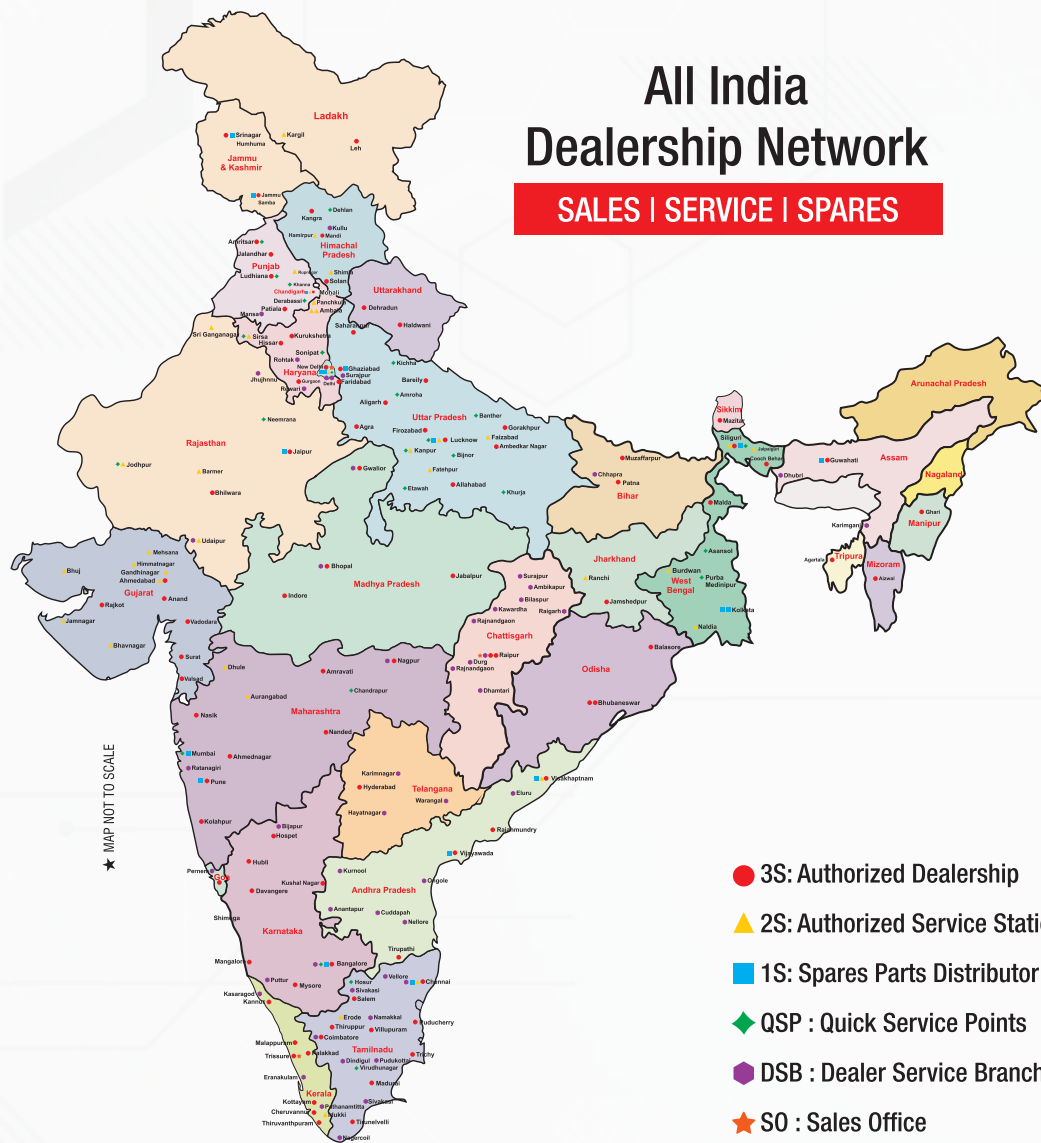 All India
Dealership Network
SALES | SERVICE | SPARES
Ladakh
Srinagar
Humhuma
Kargil
Leh
Jammu
& Kashmir
Jammu
Samba
Kangra
Dehlan
Kullu
Hamirpur
Mandi
Himachal
Pradesh
Shimla
Solan
Amritsar
Jalandhar
Punjab
Ludhiana
Rupnagar
Khanna
Chandigarh
Mohali
Derabassi
Panchkula
Patiala
Ambala
Mansa
Uttarakhand
Dehradun
Haldwani
Saharanpur
Sri Ganganagar
Sirsa
Hissar
Kurukshetra
Sonipat
Rohtak
New Delhi
Haryana
Gurgaon
Delhi
Rewari
Ghaziabad
Surajpur
Faridabad
Jhujhnnu
Kichha
Bareily
Amroha
Aligarh
Uttar Pradesh
Banther
Agra
Firozabad
Gorakhpur
Lucknow
Faizabad
Ambedkar Nagar
Kanpur
Bijnor
Fatehpur
Etawah
Allahabad
Khurja
Neemrana
Rajasthan
Jaipur
Jodhpur
Barmer
Bhilwara
Udaipur
Gwalior
Muzaffarpur
Chhapra
Patna
Bihar
Sikkim
Mazitar
Siliguri
Jalpaiguri
Cooch Behar
Arunachal Pradesh
Assam
Guwahati
Dhubri
Nagaland
Ghari
Manipur
Karimganj
Agartala
Tripura
Mizoram
Aizwal
Malda
Asansol
Burdwan
West
Bengal
Purba
Medinipur
Kolkata
Naldia
Jharkhand
Ranchi
Jamshedpur
Mehsana
Himmatnagar
Gandhinagar
Ahmedabad
Bhuj
Gujarat
Anand
Rajkot
Jamnagar
Vadodara
Bhavnagar
Surat
Valsad
Bhopal
Madhya Pradesh
Jabalpur
Indore
Surajpur
Ambikapur
Bilaspur
Kawardha
Raigarh
Rajnandgaon
Chattisgarh
Raipur
Durg
Rajnandgaon
Dhamtari
Odisha
Balasore
Bhubaneswar
Dhule
Amravati
Nagpur
Aurangabad
Chandrapur
Maharashtra
Nasik
Nanded
Mumbai
Ahmednagar
Ratanagiri
Pune
Kolahpur
Karimnagar
Hyderabad
Telangana
Warangal
Hayatnagar
Visakhaptnam
Eluru
Rajahmundry
Vijayawada
Bijapur
Hospet
Hubli
Pernem
Goa
Davangere
Kushal Nagar
Shimoga
Karnataka
Kurnool
Andhra Pradesh
Ongole
Anantapur
Cuddapah
Nellore
Tirupathi
Mangalore
Bangalore
Puttur
Mysore
Kasaragod
Kannur
Vellore
Hosur
Chennai
Sivakasi
Salem
Erode
Namakkal
Thiruppur
Villupuram
Puducherry
Coimbatore
Malappuram
Tamilnadu
Trissure
Palakkad
Trichy
Dindigul
Pudukottai
Virudhunagar
Eranakulam
Madurai
Kerala
Kottayam
Pathanamtitta
Sivakasi
Cheruvannur
Mukki
Thiruvanthpuram
Tirunelvelli
Nagercoil
★ MAP NOT TO SCALE
3S: Authorized Dealership
2S: Authorized Service Stati
1S: Spares Parts Distributor
QSP : Quick Service Points
DSB : Dealer Service Branch
SO : Sales Office